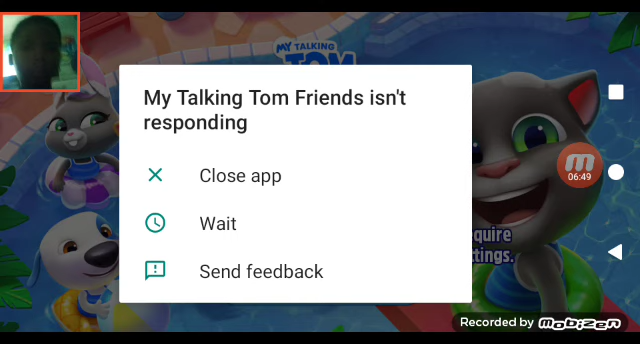 MY TALKING
TOM
My Talking Tom Friends isn't
responding
Close app
Wait
Send feedback
06:49
quire
ttings.
Recorded by mobizen